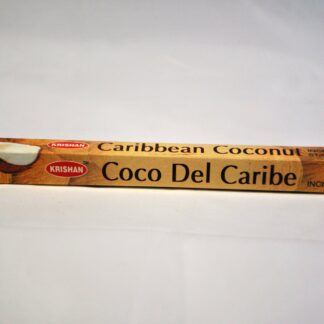 KRISHAN Caribbean Coconut
KRISHAN Coco Del Caribe